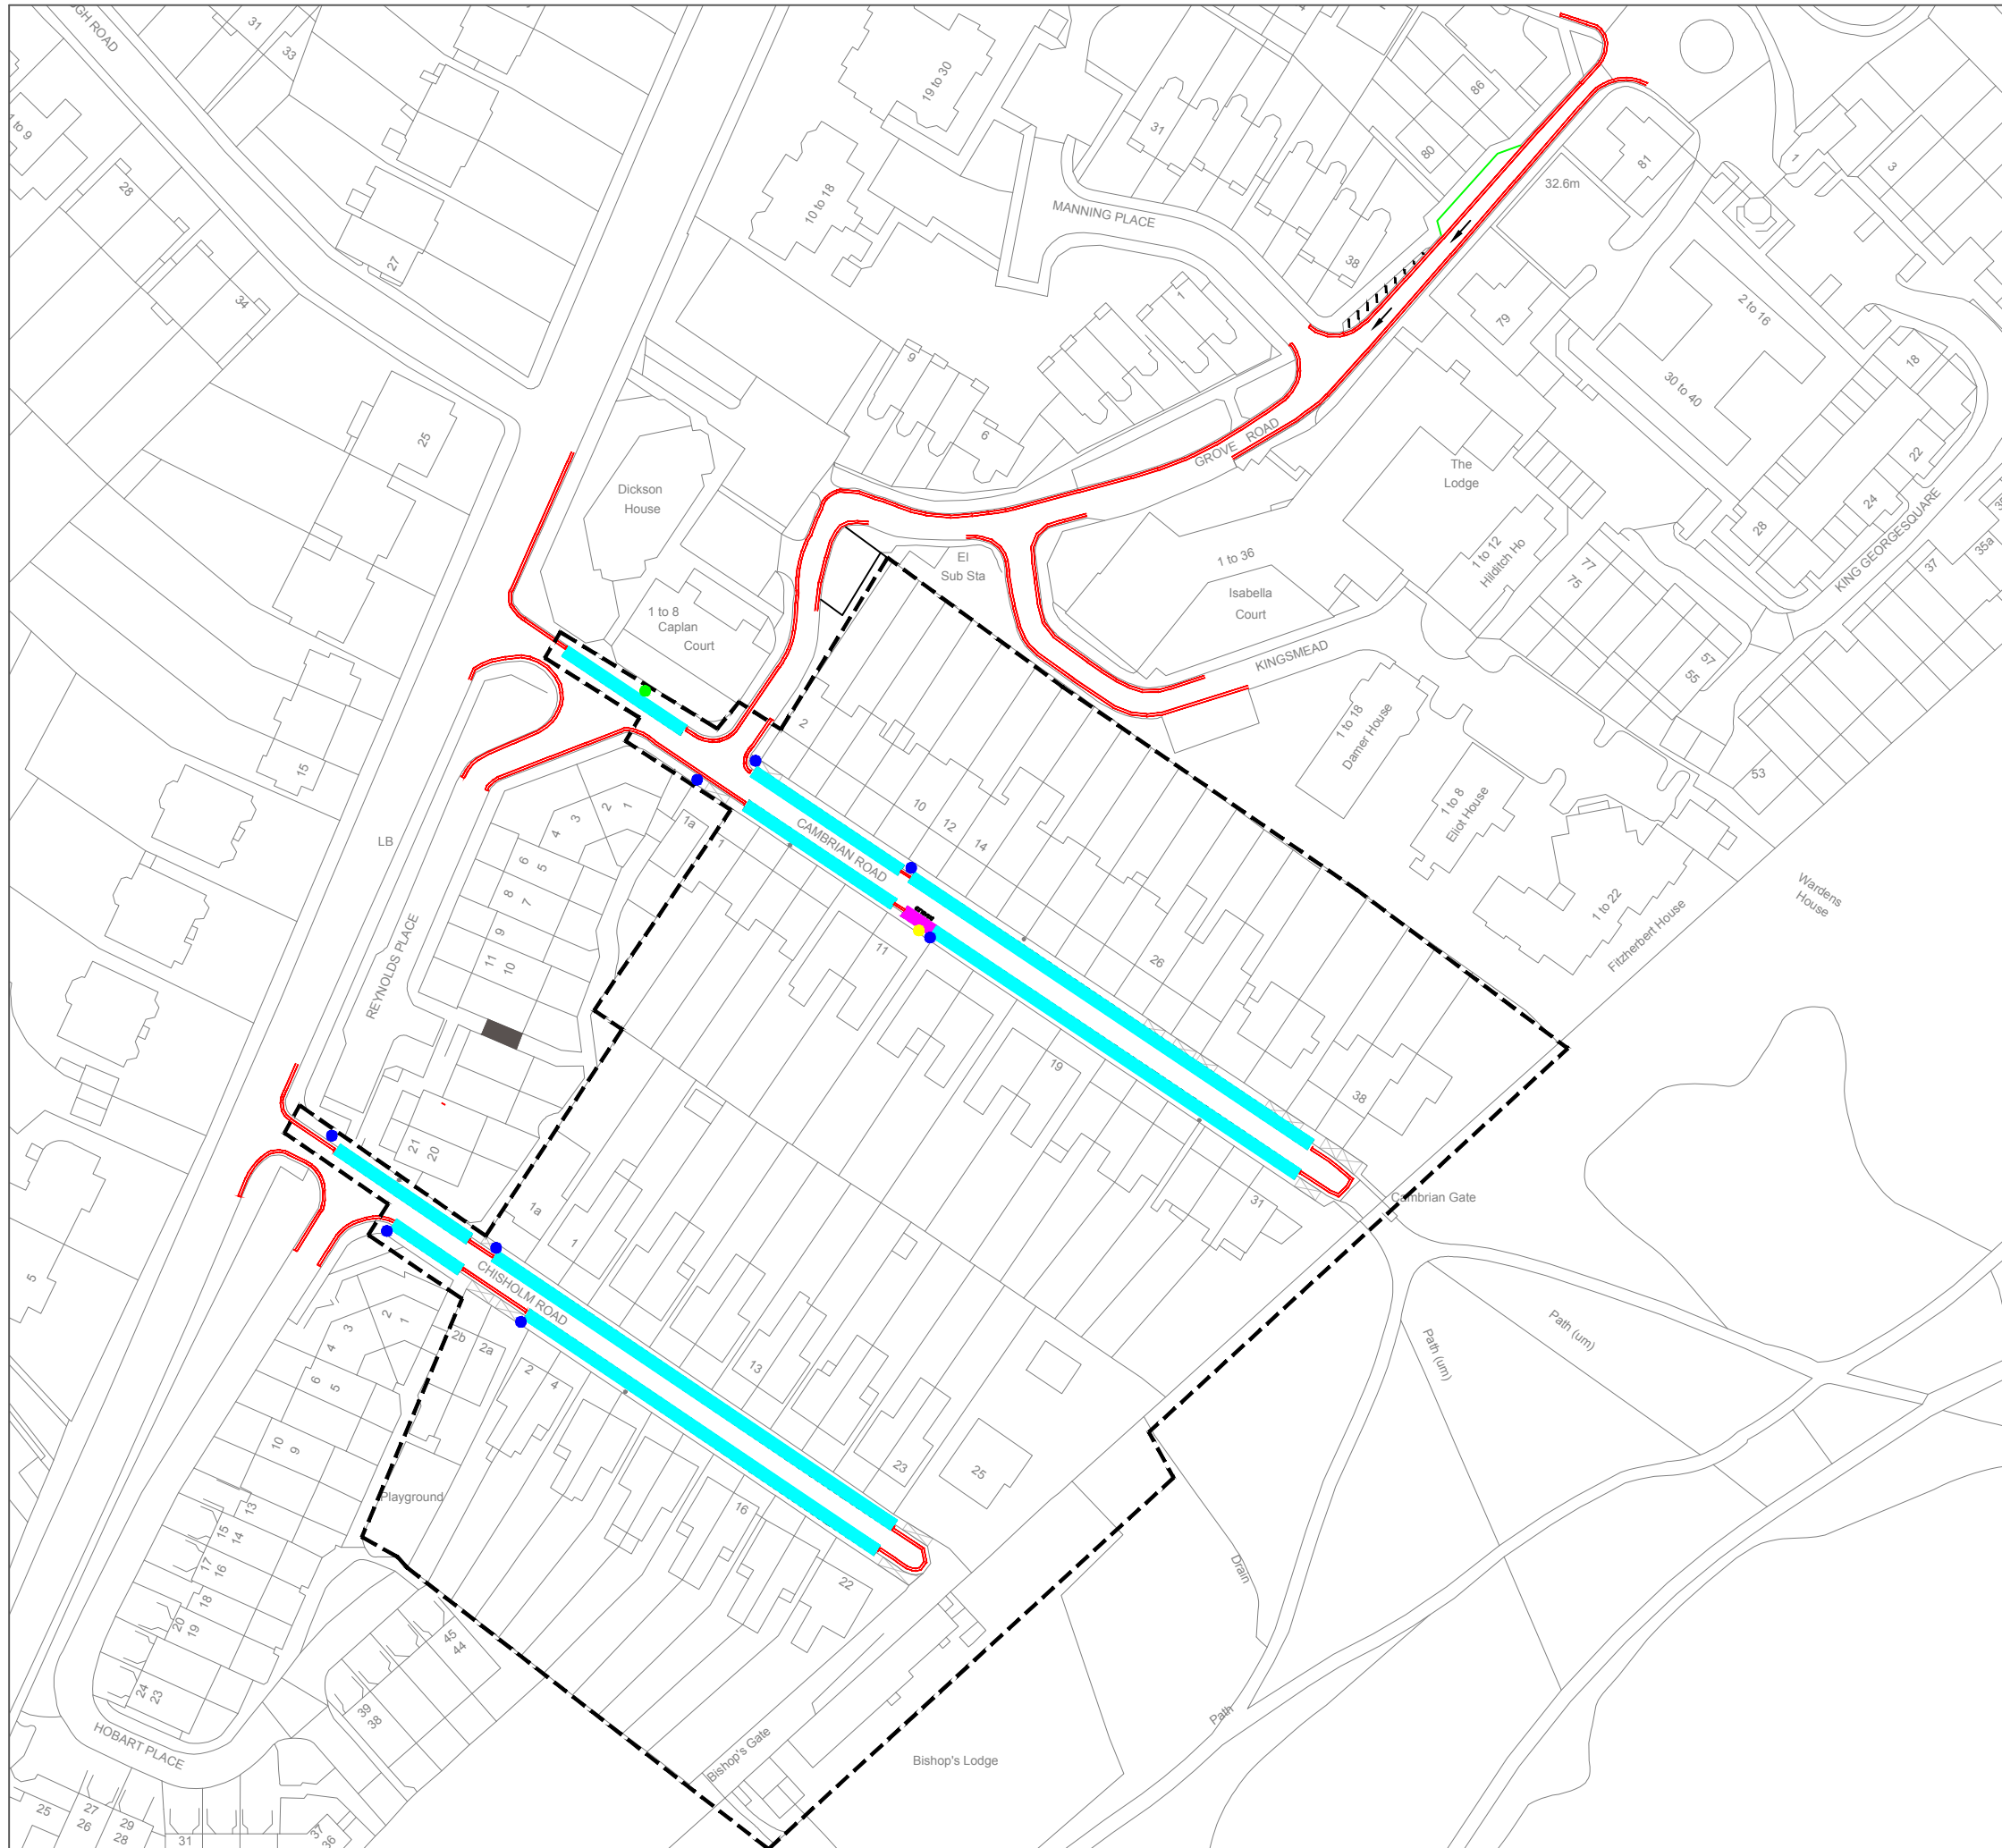 GH ROAD
31
33
1 to 9
28
34
27
25
19 to 30
10 to 18
31
MANNING PLACE
38
80
86
81
32.6m
1
3
2 to 16
30 to 40
79
18
22
24
28
KING GEORGESQUARE
37
35a
1
9
6
GROVE ROAD
The
Lodge
1 to 12
Hilditch Ho
77
75
57
55
53
Dickson
House
1 to 8
Caplan
Court
El
Sub Sta
1 to 36
Isabella
Court
KINGSMEAD
1 to 18
Damer House
1 to 8
Eliot House
1 to 22
Fitzherbert House
Wardens
House
15
LB
REYNOLDS PLACE
2
1
4
3
6
5
8
7
9
11
10
21
20
1a
1
2
10
12
14
CAMBRIAN ROAD
11
26
19
38
31
Cambrian Gate
1a
1
CHISHOLM ROAD
13
23
25
2b
2a
2
4
16
22
5
2
1
3
4
6
5
10
9
13
15
14
17
16
18
20
19
24
23
Playground
45
44
39
38
HOBART PLACE
25
27
26
29
28
31
37
36
Bishop's Gate
Bishop's Lodge
Drain
Path
Path (um)
Path (um)